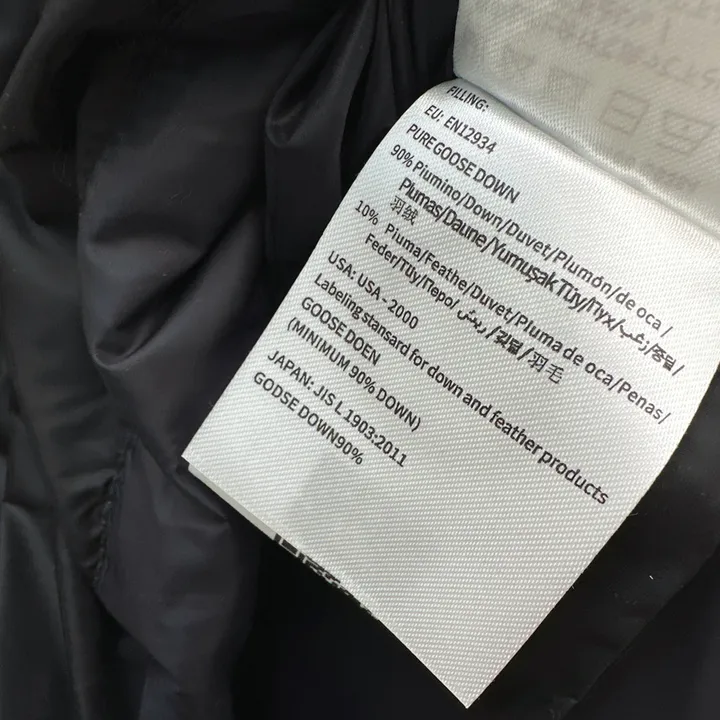 FILLING:
EU: EN12934
PURE GOOSE DOWN
90% Piumino/Down/Duvet/Plumón/de oca/
Plumas/Daune/Yumuşak Tüy/Пух/زغب/솜털/
羽绒
10% Piuma/Feathe/Duvet/Pluma de oca/Penas/
Feder/Tüy/Перо/ريش/깃털/羽毛
USA: USA - 2000
Labeling stansard for down and feather products
GOOSE DOEN
(MINIMUM 90% DOWN)
JAPAN: JIS L 1903:2011
GODSE DOWN90%